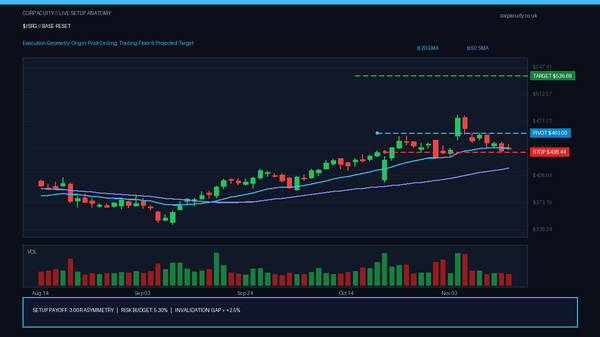 CORP ACUITY // LIVE SETUP ANATOMY
corpacuity.co.uk
$ISRG // BASE-RESET
Execution Geometry: Origin Pivot Ceiling, Trailing Floor & Projected Target
20 EMA
50 SMA
$547.41
TARGET $536.68
$512.57
$477.72
PIVOT $463.00
STOP $438.44
$408.03
$373.18
$338.34
VOL
Aug 14
Sep 03
Sep 24
Oct 14
Nov 03
SETUP PAYOFF: 3.00R ASYMMETRY | RISK BUDGET: 5.30% | INVALIDATION: GAP > +2.5%